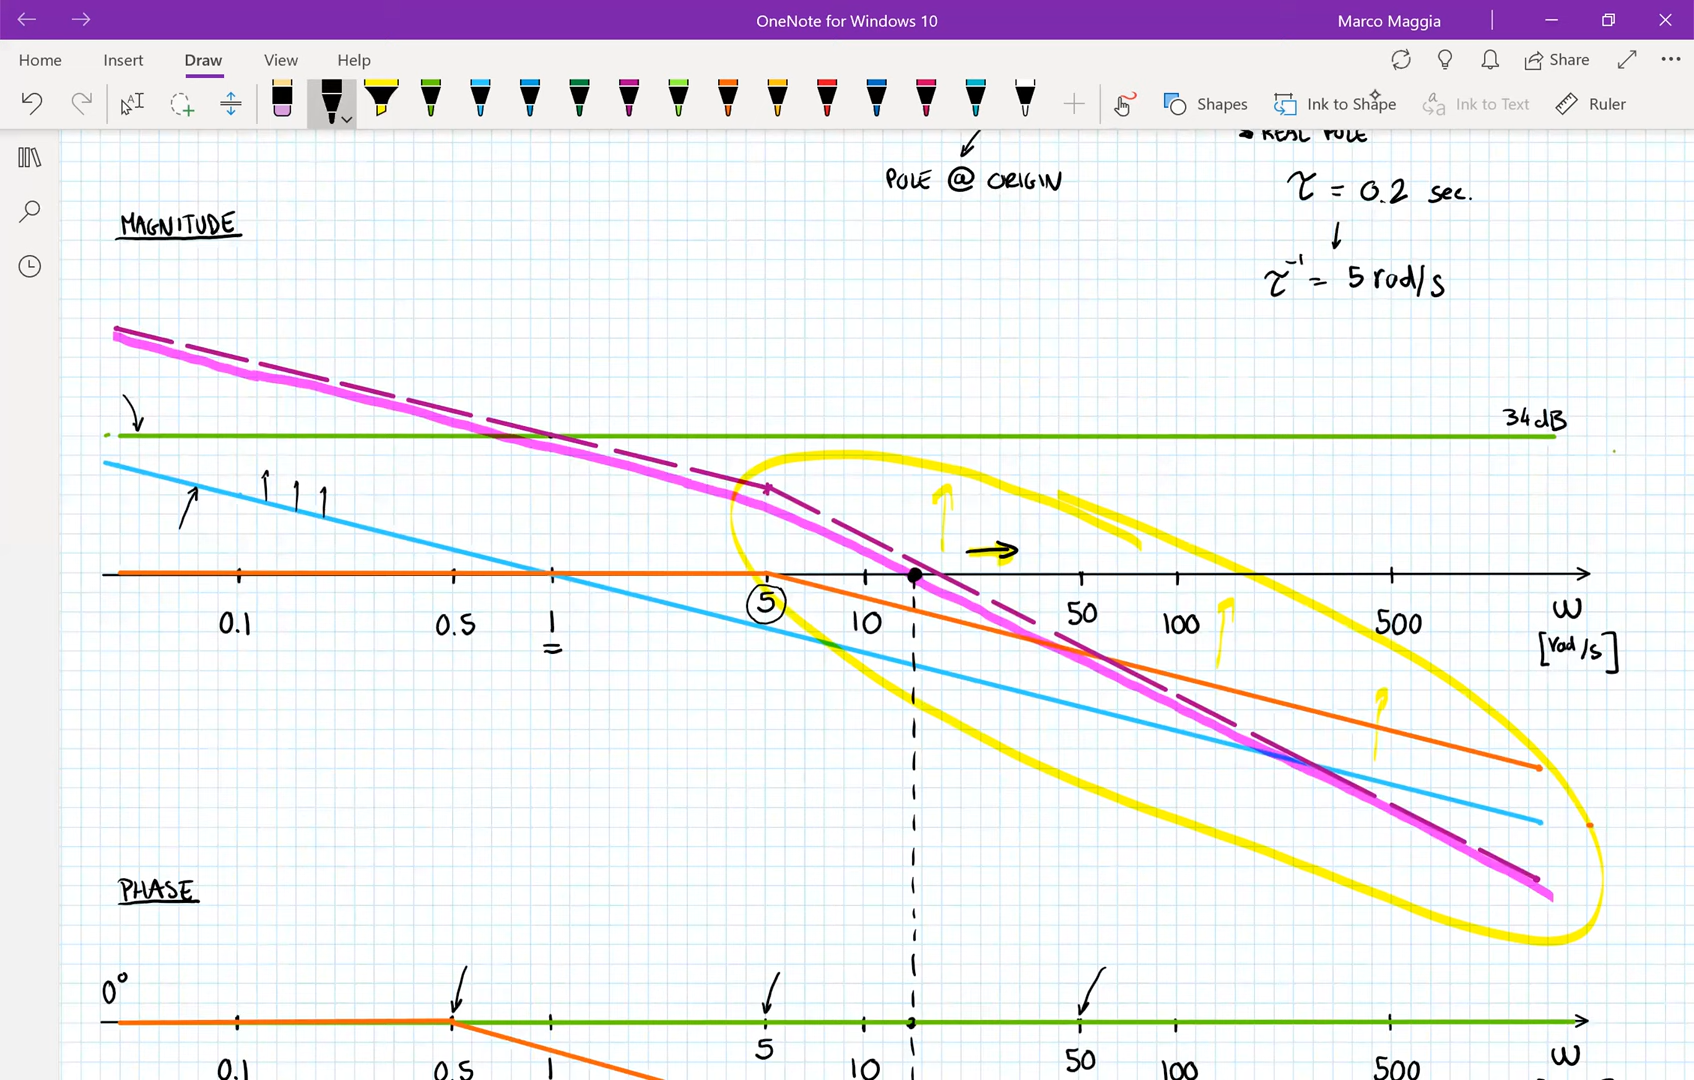 OneNote for Windows 10
Marco Maggia
Home Insert Draw View Help
Share
Shapes Ink to Shape Ink to Text Ruler
REAL POLE
POLE @ ORIGIN
τ = 0.2 sec.
MAGNITUDE
τ⁻¹ = 5 rad/s
34 dB
0.1 0.5 1 5 10 50 100 500 ω
[rad/s]
PHASE
0°
0.1 0.5 1 5 10 50 100 500 ω